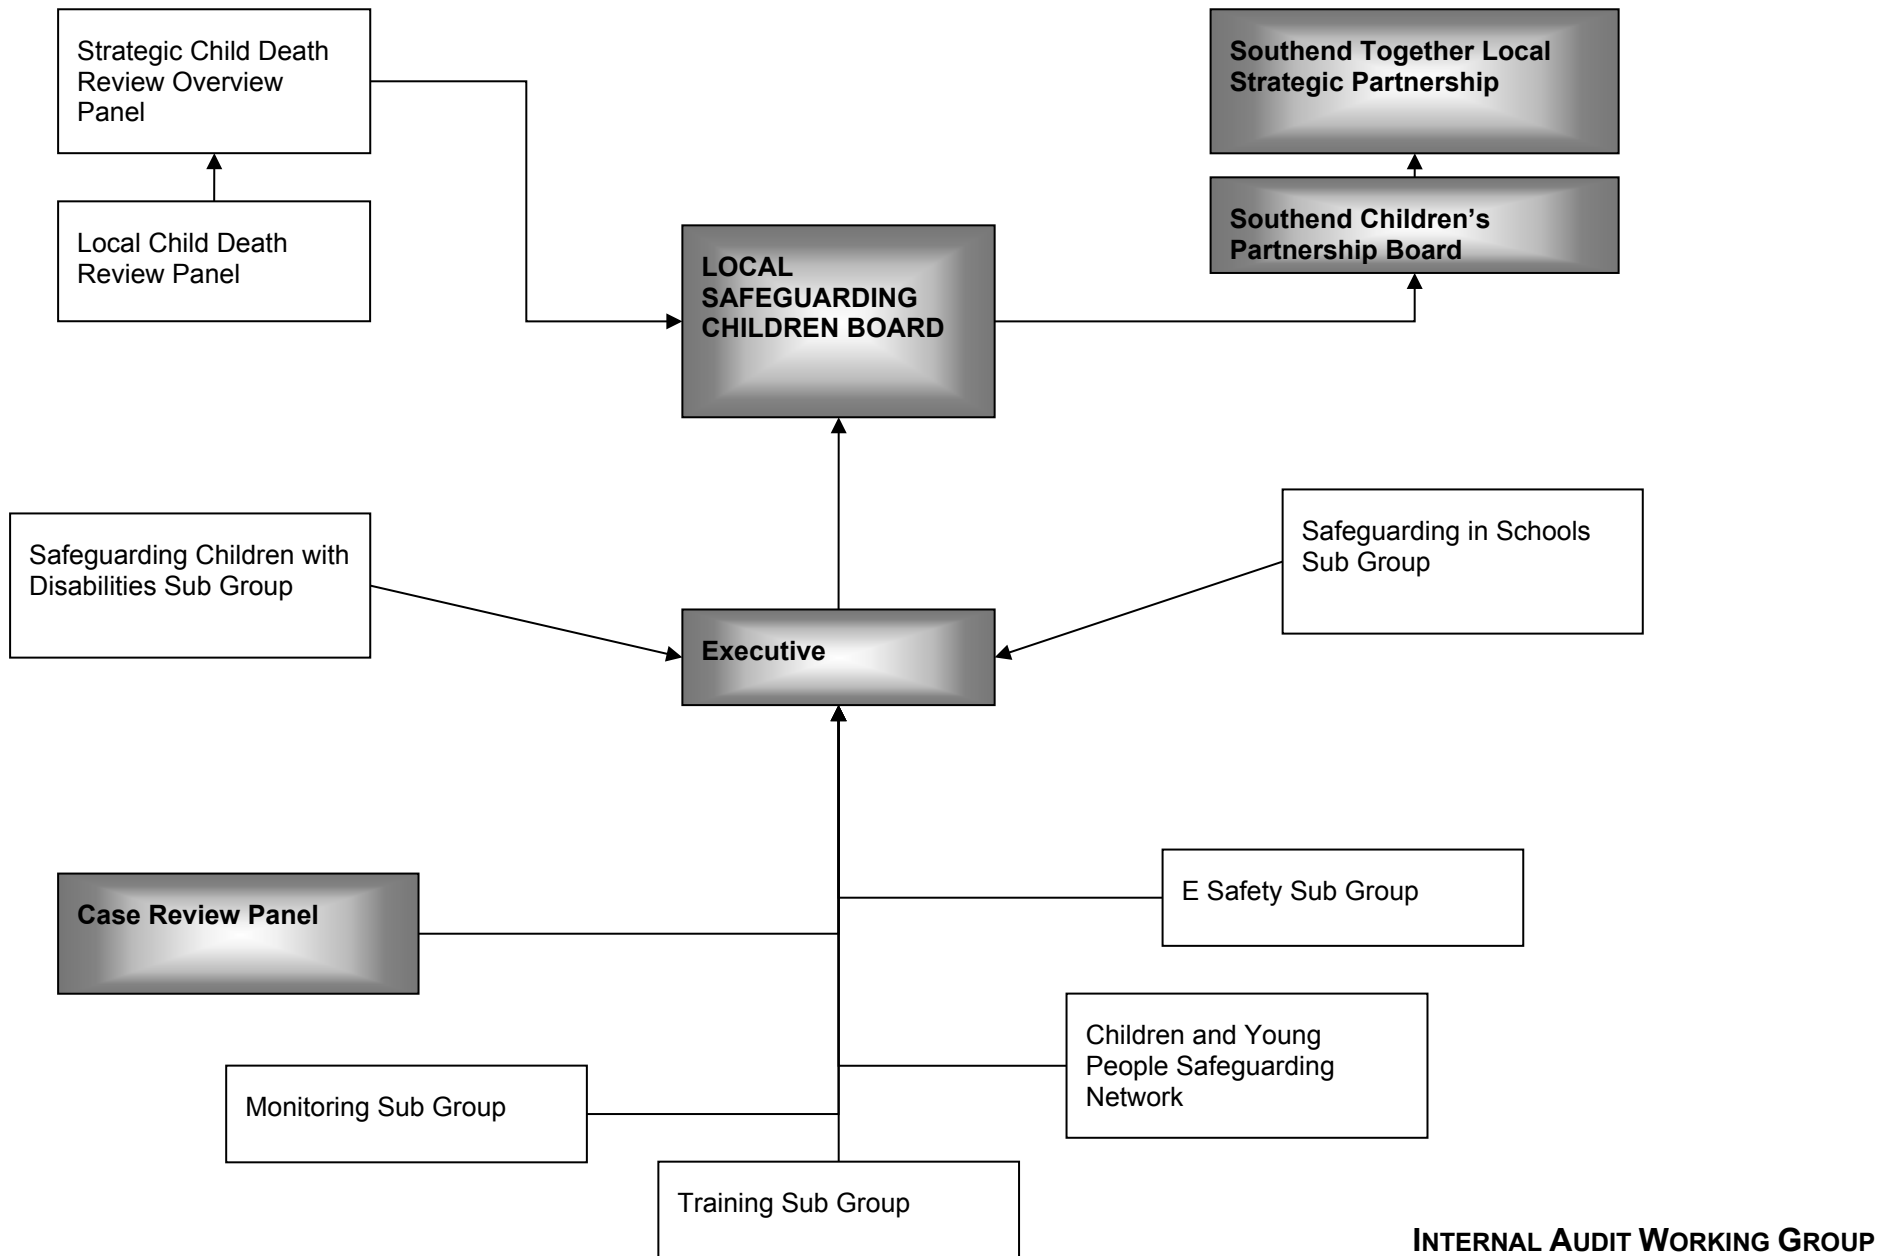 Strategic Child Death
Review Overview
Panel
Southend Together Local
Strategic Partnership
Local Child Death
Review Panel
Southend Children’s
Partnership Board
LOCAL
SAFEGUARDING
CHILDREN BOARD
Safeguarding Children with
Disabilities Sub Group
Safeguarding in Schools
Sub Group
Executive
Case Review Panel
E Safety Sub Group
Children and Young
People Safeguarding
Network
Monitoring Sub Group
Training Sub Group
INTERNAL AUDIT WORKING GROUP